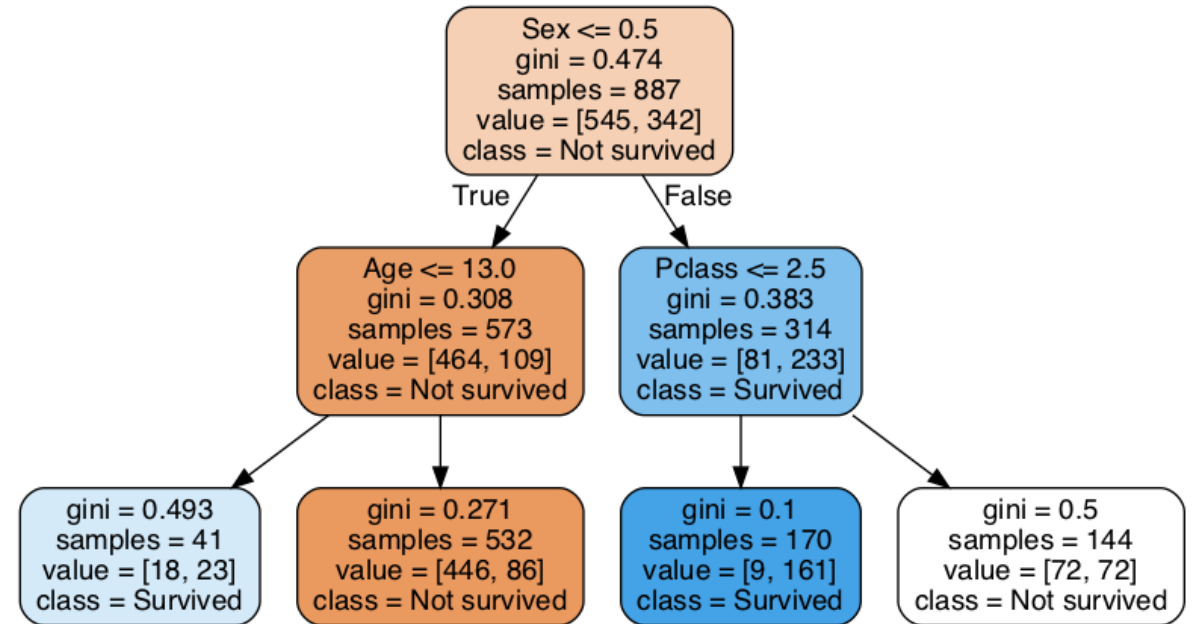 Sex <= 0.5
gini = 0.474
samples = 887
value = [545, 342]
class = Not survived
True
False
Age <= 13.0
gini = 0.308
samples = 573
value = [464, 109]
class = Not survived
Pclass <= 2.5
gini = 0.383
samples = 314
value = [81, 233]
class = Survived
gini = 0.493
samples = 41
value = [18, 23]
class = Survived
gini = 0.271
samples = 532
value = [446, 86]
class = Not survived
gini = 0.1
samples = 170
value = [9, 161]
class = Survived
gini = 0.5
samples = 144
value = [72, 72]
class = Not survived